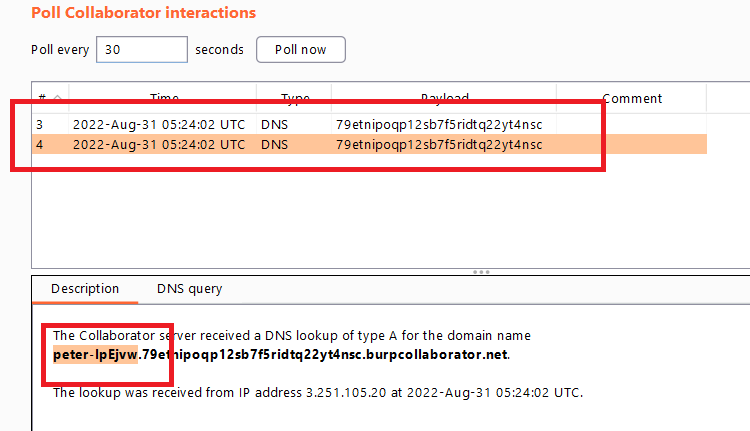 Poll Collaborator interactions
Poll every 30 seconds Poll now
# Time Type Payload Comment
3 2022-Aug-31 05:24:02 UTC DNS 79etnipoqp12sb7f5ridtq22yt4nsc
4 2022-Aug-31 05:24:02 UTC DNS 79etnipoqp12sb7f5ridtq22yt4nsc
Description DNS query
The Collaborator server received a DNS lookup of type A for the domain name
peter-lpEjvw.79etnipoqp12sb7f5ridtq22yt4nsc.burpcollaborator.net.
The lookup was received from IP address 3.251.105.20 at 2022-Aug-31 05:24:02 UTC.